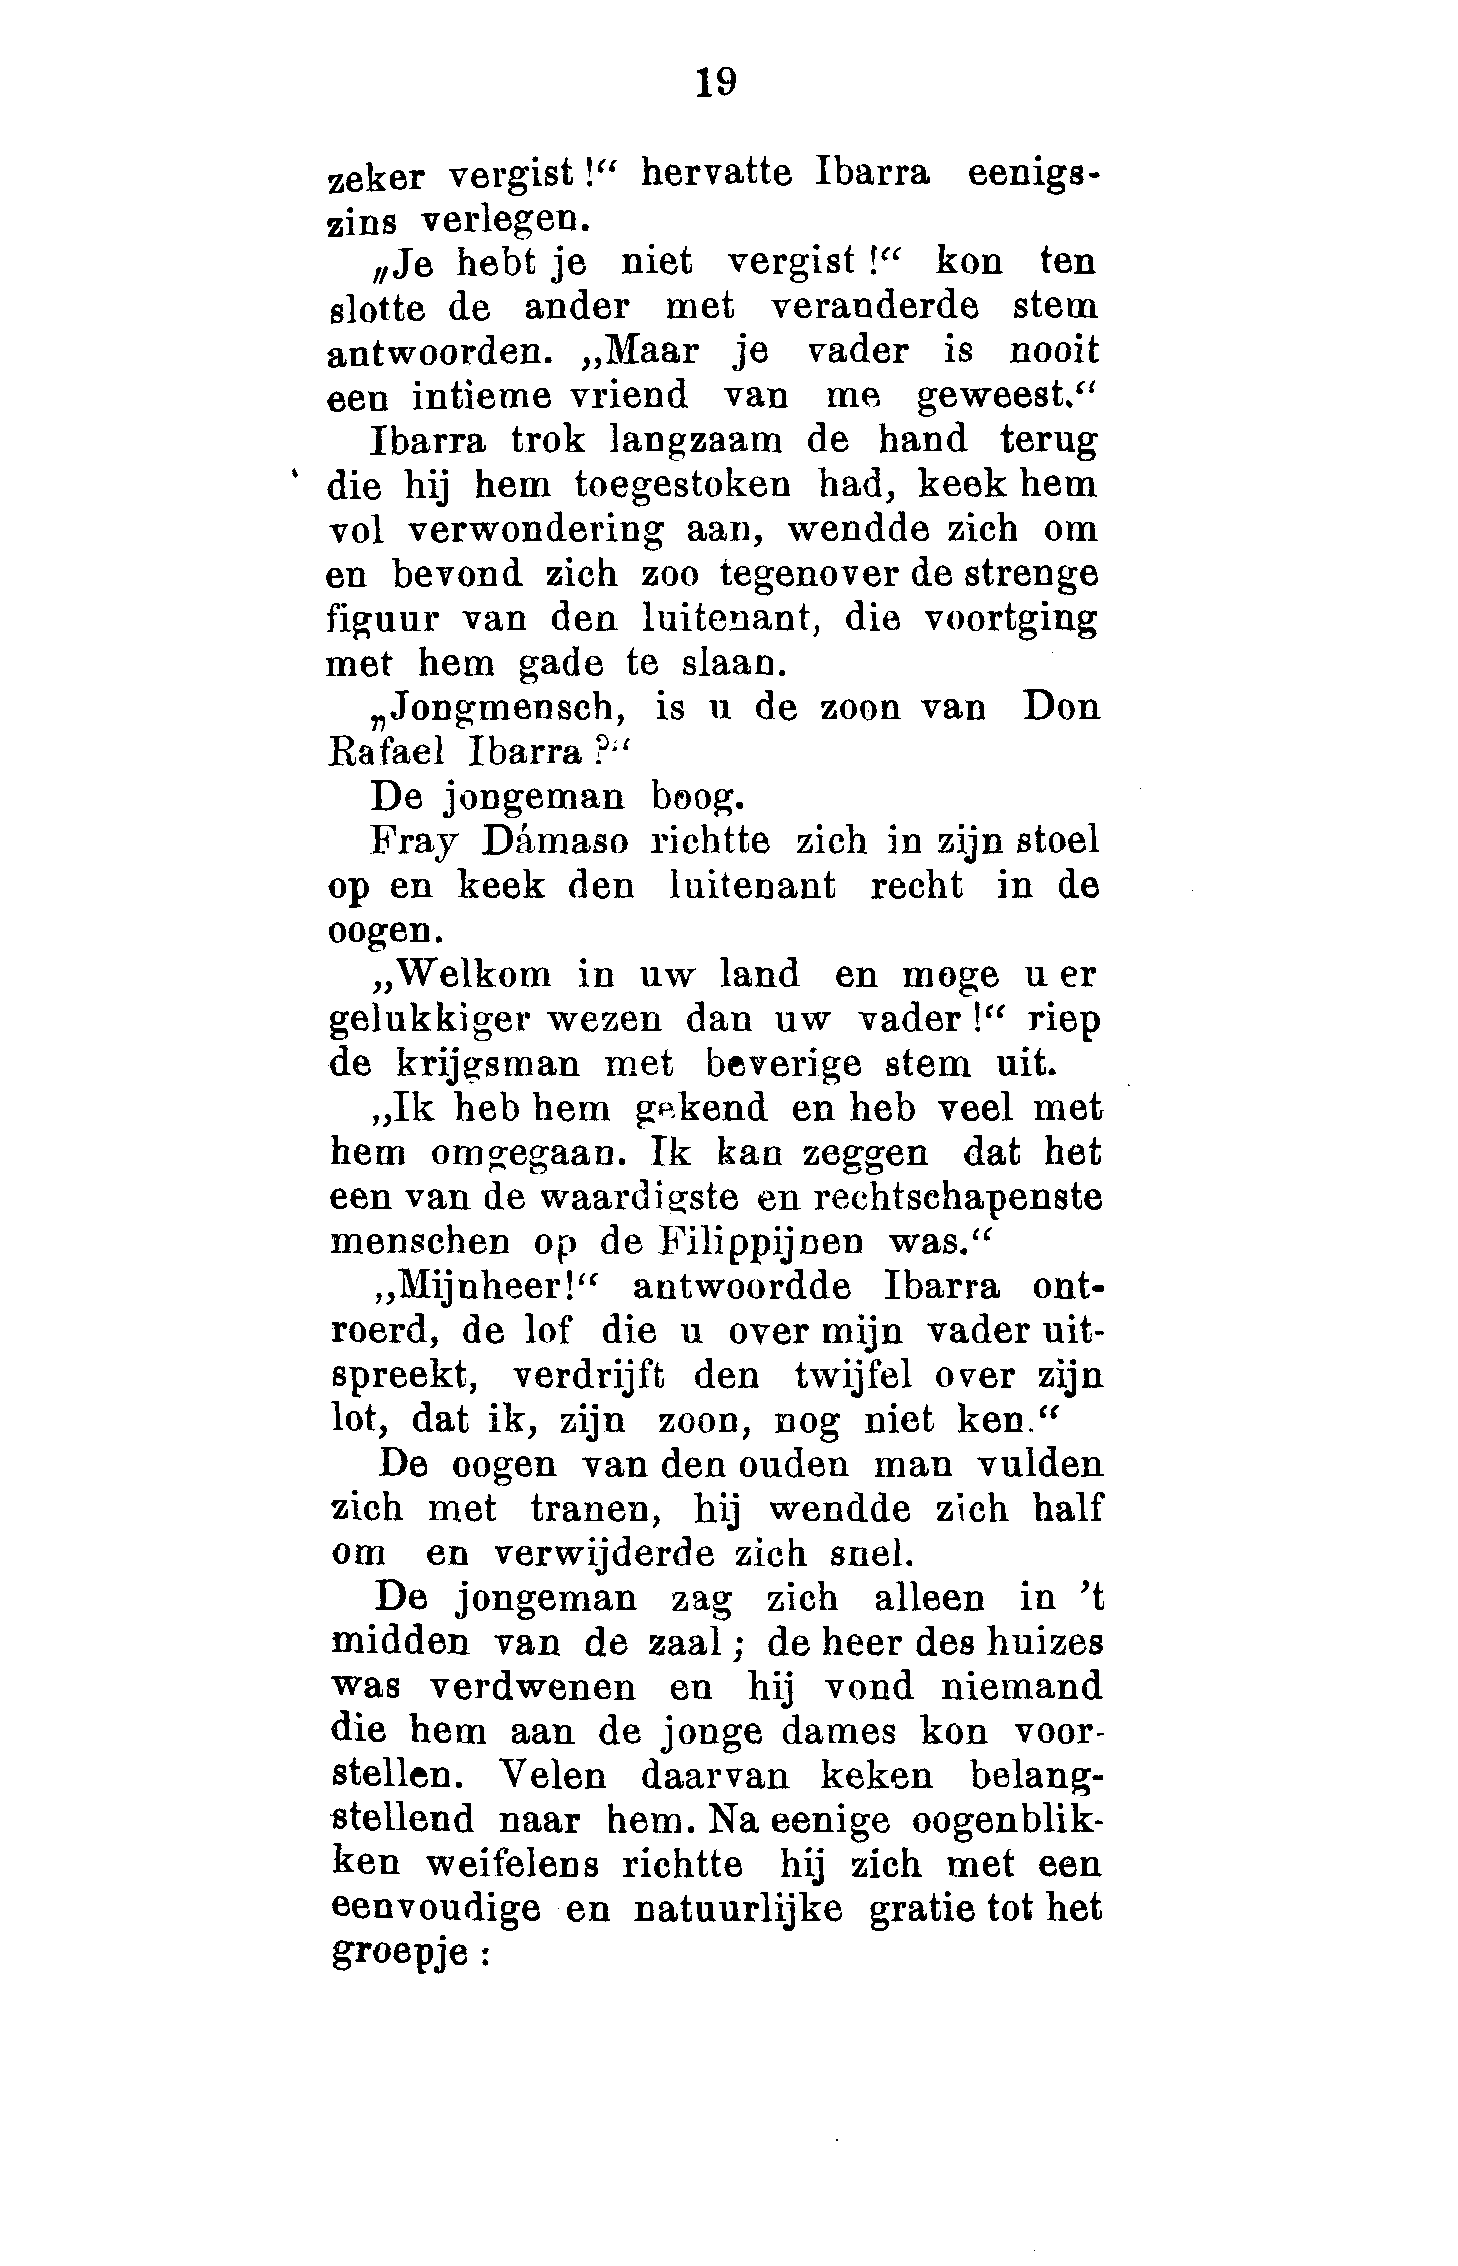 19
zeker vergist!“ hervatte Ibarra eenigs-
zins verlegen.
„Je hebt je niet vergist!“ kon ten
slotte de ander met veranderde stem
antwoorden. „Maar je vader is nooit
een intieme vriend van me geweest.“
Ibarra trok langzaam de hand terug
die hij hem toegestoken had, keek hem
vol verwondering aan, wendde zich om
en bevond zich zoo tegenover de strenge
figuur van den luitenant, die voortging
met hem gade te slaan.
„Jongmensch, is u de zoon van Don
Rafael Ibarra?“
De jongeman boog.
Fray Dámaso richtte zich in zijn stoel
op en keek den luitenant recht in de
oogen.
„Welkom in uw land en moge u er
gelukkiger wezen dan uw vader!“ riep
de krijgsman met beverige stem uit.
„Ik heb hem gekend en heb veel met
hem omgegaan. Ik kan zeggen dat het
een van de waardigste en rechtschapenste
menschen op de Filippijnen was.“
„Mijnheer!“ antwoordde Ibarra ont-
roerd, de lof die u over mijn vader uit-
spreekt, verdrijft den twijfel over zijn
lot, dat ik, zijn zoon, nog niet ken.“
De oogen van den ouden man vulden
zich met tranen, hij wendde zich half
om en verwijderde zich snel.
De jongeman zag zich alleen in ’t
midden van de zaal; de heer des huizes
was verdwenen en hij vond niemand
die hem aan de jonge dames kon voor-
stellen. Velen daarvan keken belang-
stellend naar hem. Na eenige oogenblik-
ken weifelens richtte hij zich met een
eenvoudige en natuurlijke gratie tot het
groepje: